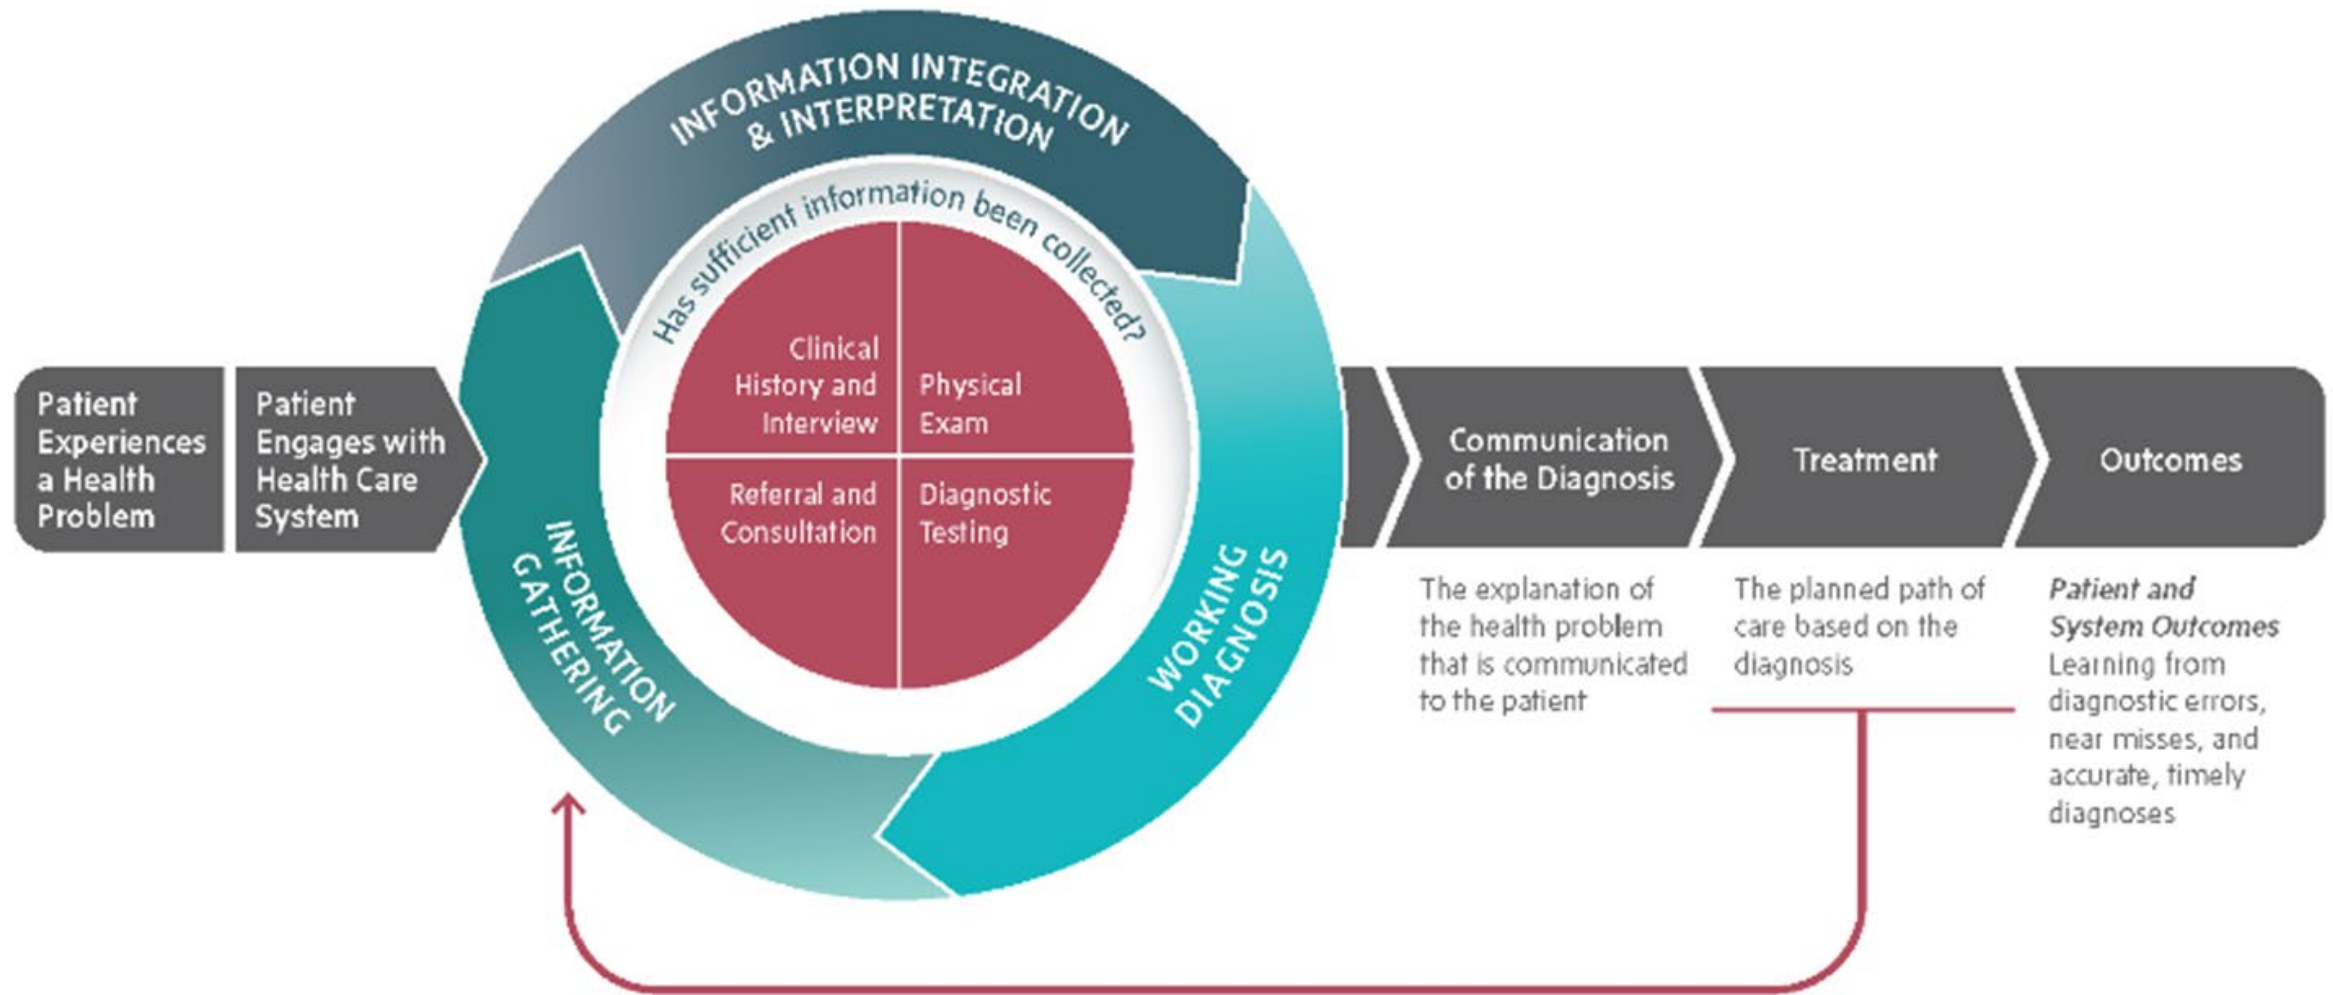 Patient
Experiences
a Health
Problem
Patient
Engages with
Health Care
System
INFORMATION INTEGRATION
& INTERPRETATION
Has sufficient information been collected?
Clinical
History and
Interview
Physical
Exam
Referral and
Consultation
Diagnostic
Testing
INFORMATION
GATHERING
WORKING
DIAGNOSIS
Communication
of the Diagnosis
The explanation of
the health problem
that is communicated
to the patient
Treatment
The planned path of
care based on the
diagnosis
Outcomes
Patient and
System Outcomes
Learning from
diagnostic errors,
near misses, and
accurate, timely
diagnoses